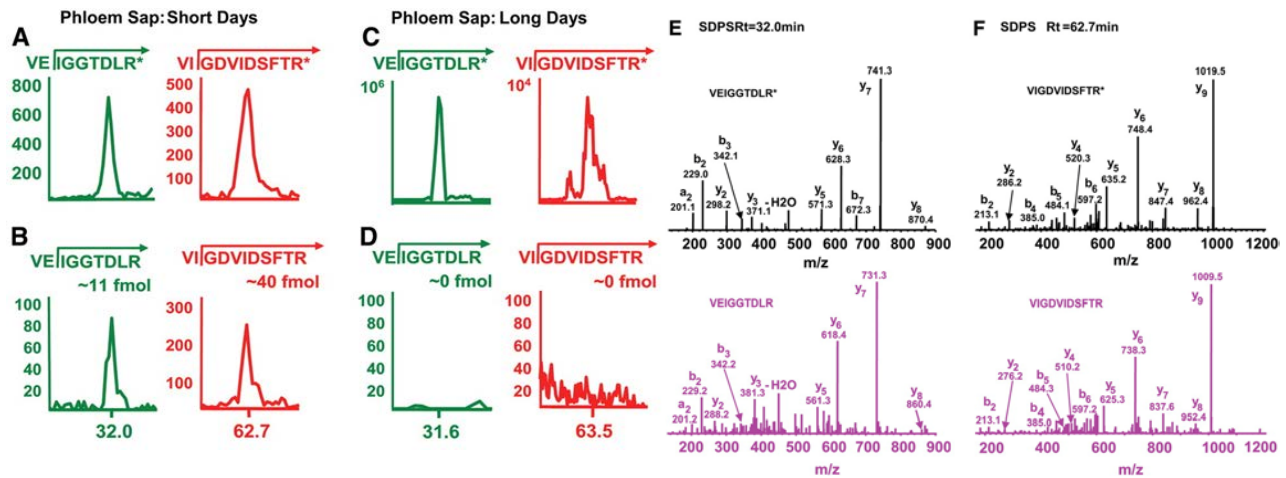 Phloem Sap: Short Days
A
VE IGGTDLR*
VI GDVIDSFTR*
800
600
400
200
500
400
300
200
100
B
VE IGGTDLR
VI GDVIDSFTR
~11 fmol
~40 fmol
100
80
60
40
20
300
200
100
32.0
62.7
Phloem Sap: Long Days
C
VE IGGTDLR*
VI GDVIDSFTR*
10^6
10^4
D
VE IGGTDLR
VI GDVIDSFTR
~0 fmol
~0 fmol
100
80
60
40
20
100
80
60
40
20
31.6
63.5
E SDPSRt=32.0min
VEIGGTDLR*
a2
201.1
b2
229.0
y2
298.2
b3
342.1
y3
371.1
-H2O
y5
571.3
y6
628.3
b7
672.3
741.3
y7
y8
870.4
200 300 400 500 600 700 800 900
m/z
VEIGGTDLR
a2
201.2
b2
229.2
y2
288.2
b3
342.2
y3
381.3
-H2O
y5
561.3
y6
618.4
731.3
y7
y8
860.4
200 300 400 500 600 700 800 900
m/z
F SDPS Rt =62.7min
VIGDVIDSFTR*
b2
213.1
y2
286.2
b4
385.0
b5
484.1
y4
520.3
b6
597.2
y5
635.2
y6
748.4
y7
847.4
y8
962.4
1019.5
y9
200 400 600 800 1000 1200
m/z
VIGDVIDSFTR
b2
213.1
y2
276.2
b4
385.0
b5
484.3
y4
510.2
b6
597.2
y5
625.3
y6
738.3
y7
837.6
y8
952.4
1009.5
y9
200 400 600 800 1000 1200
m/z